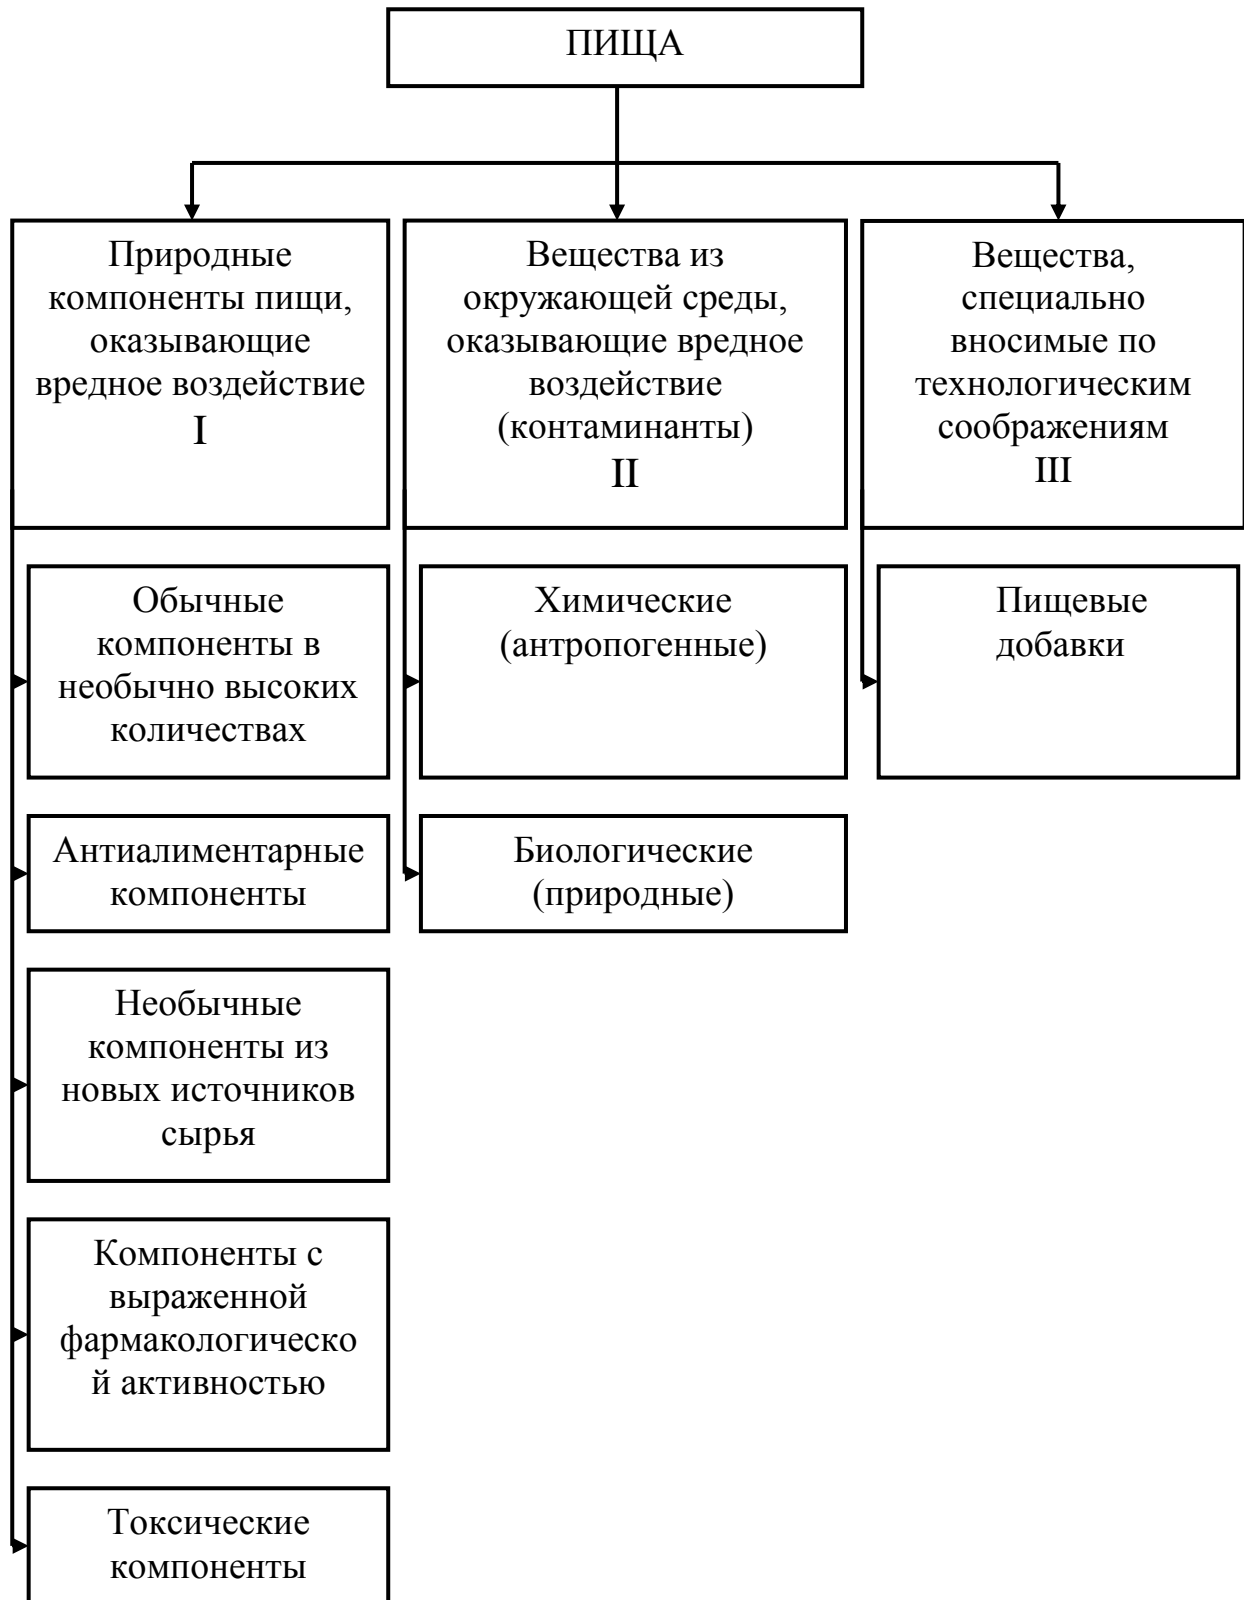 ПИЩА
Природные
компоненты пищи,
оказывающие
вредное воздействие
I
Вещества из
окружающей среды,
оказывающие вредное
воздействие
(контаминанты)
II
Вещества,
специально
вносимые по
технологическим
соображениям
III
Обычные
компоненты в
необычно высоких
количествах
Химические
(антропогенные)
Пищевые
добавки
Антиалиментарные
компоненты
Биологические
(природные)
Необычные
компоненты из
новых источников
сырья
Компоненты с
выраженной
фармакологическо
й активностью
Токсические
компоненты